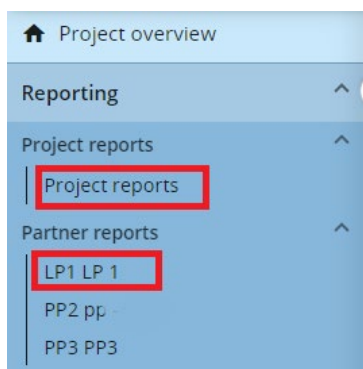 Project overview
Reporting
Project reports
Project reports
Partner reports
LP1 LP 1
PP2 pp
PP3 PP3